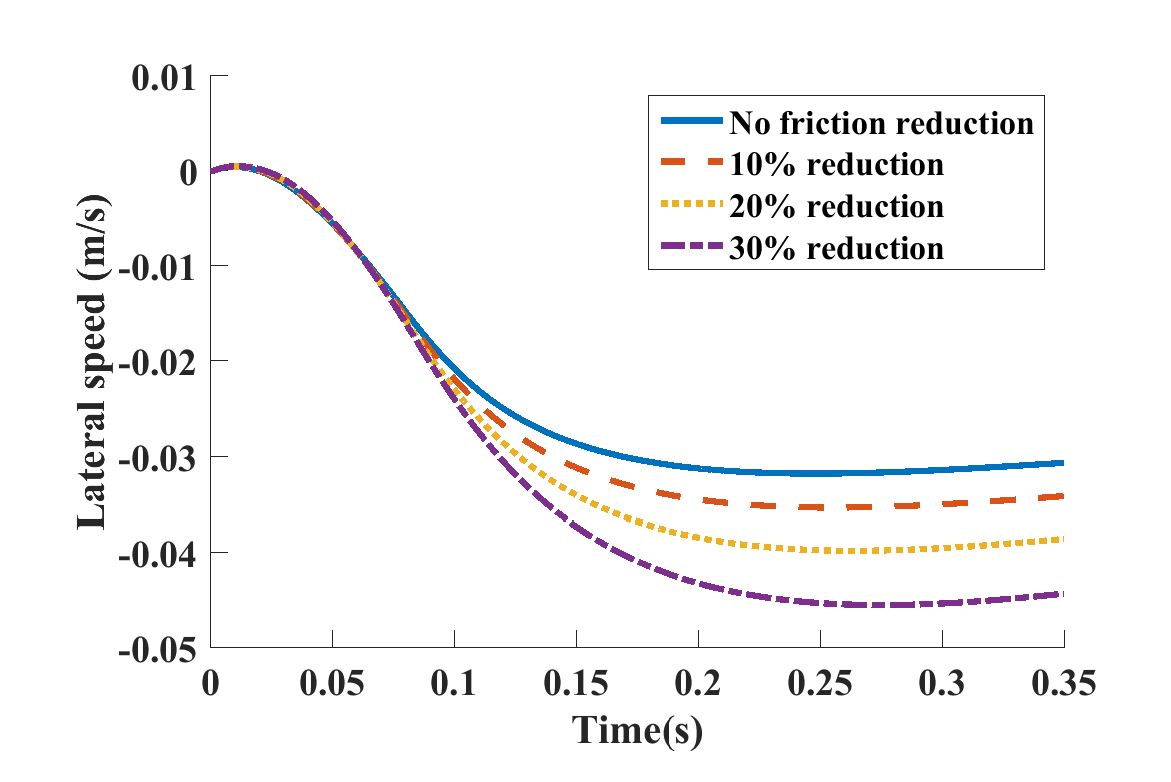 0.01
0
-0.01
-0.02
-0.03
-0.04
-0.05
Lateral speed (m/s)
No friction reduction
10% reduction
20% reduction
30% reduction
0 0.05 0.1 0.15 0.2 0.25 0.3 0.35
Time(s)